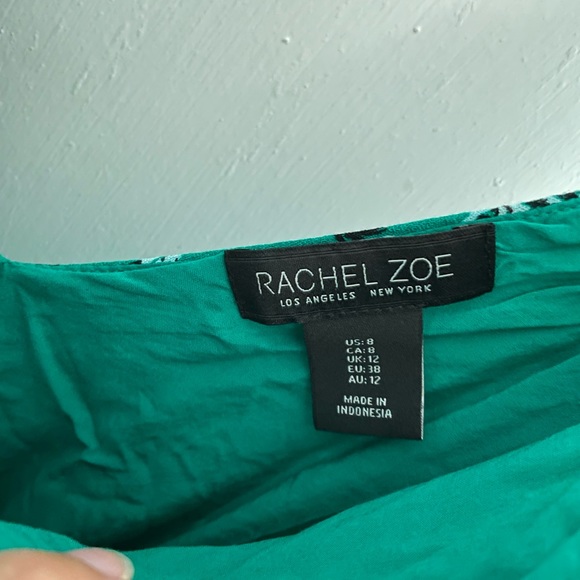 RACHEL ZOE
LOS ANGELES NEW YORK
US: 8
CA: 8
UK: 12
EU: 38
AU: 12
MADE IN
INDONESIA